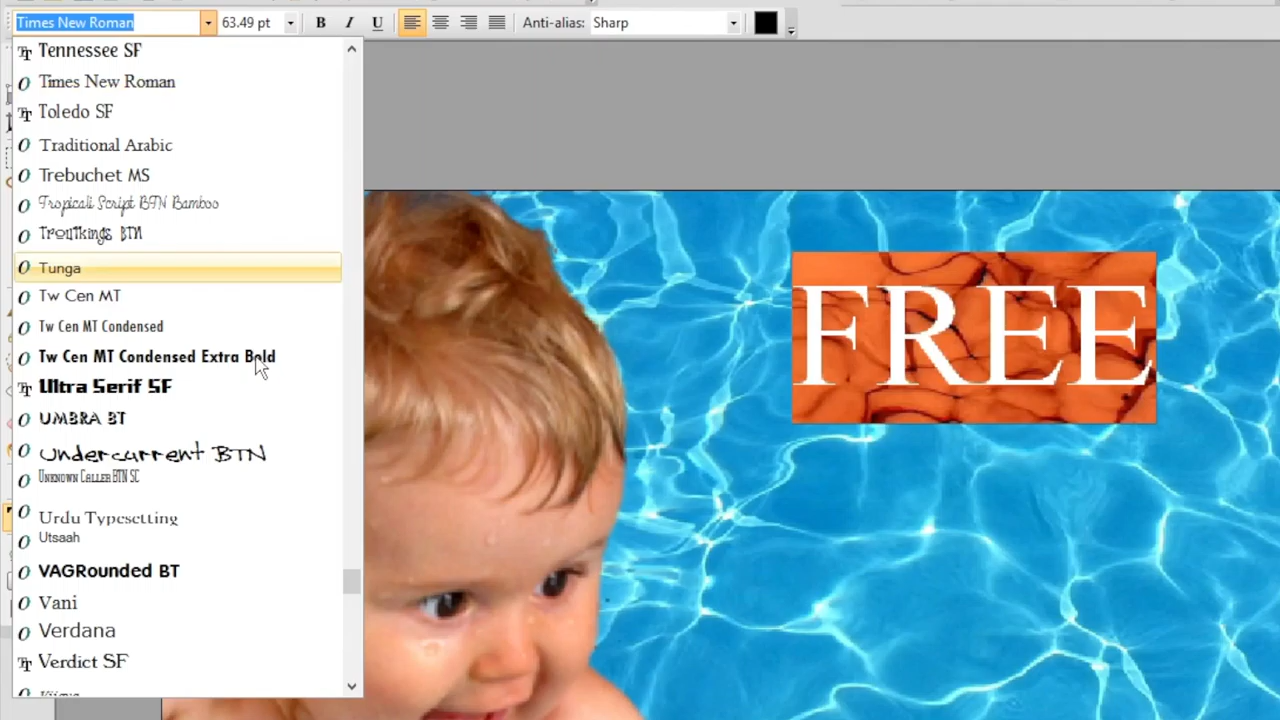 Times New Roman 63.49 pt B I U Anti-alias: Sharp
Tennessee SF
Times New Roman
Toledo SF
Traditional Arabic
Trebuchet MS
Tropicali Script BTN Bamboo
Troutkings BTN
Tunga
Tw Cen MT
Tw Cen MT Condensed
Tw Cen MT Condensed Extra Bold
Ultra Serif SF
UMBRA BT
Undercurrent BTN
Unknown Caller BTN SC
Urdu Typesetting
Utsaah
VAGRounded BT
Vani
Verdana
Verdict SF
FREE